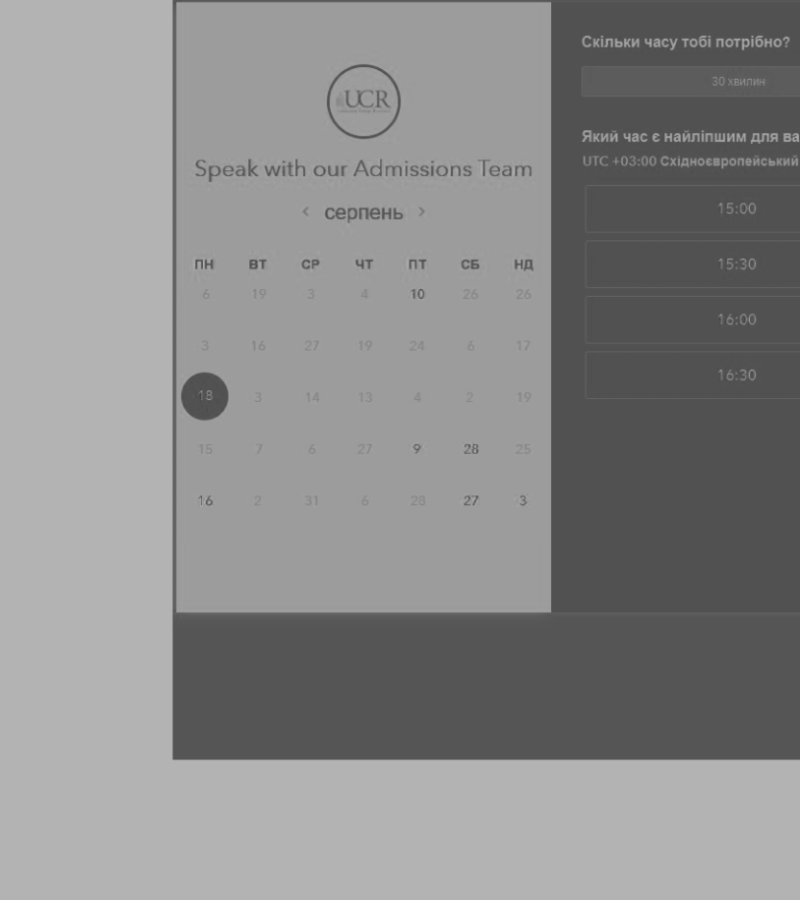 UCR
Speak with our Admissions Team
‹ серпень ›
ПН ВТ СР ЧТ ПТ СБ НД
6 19 3 4 10 26 26
3 16 27 19 24 6 17
18 3 14 13 4 2 19
15 7 6 27 9 28 25
16 2 31 6 28 27 3
Скільки часу тобі потрібно?
30 хвилин
Який час є найліпшим для ва
UTC +03:00 Східноєвропейський
15:00
15:30
16:00
16:30